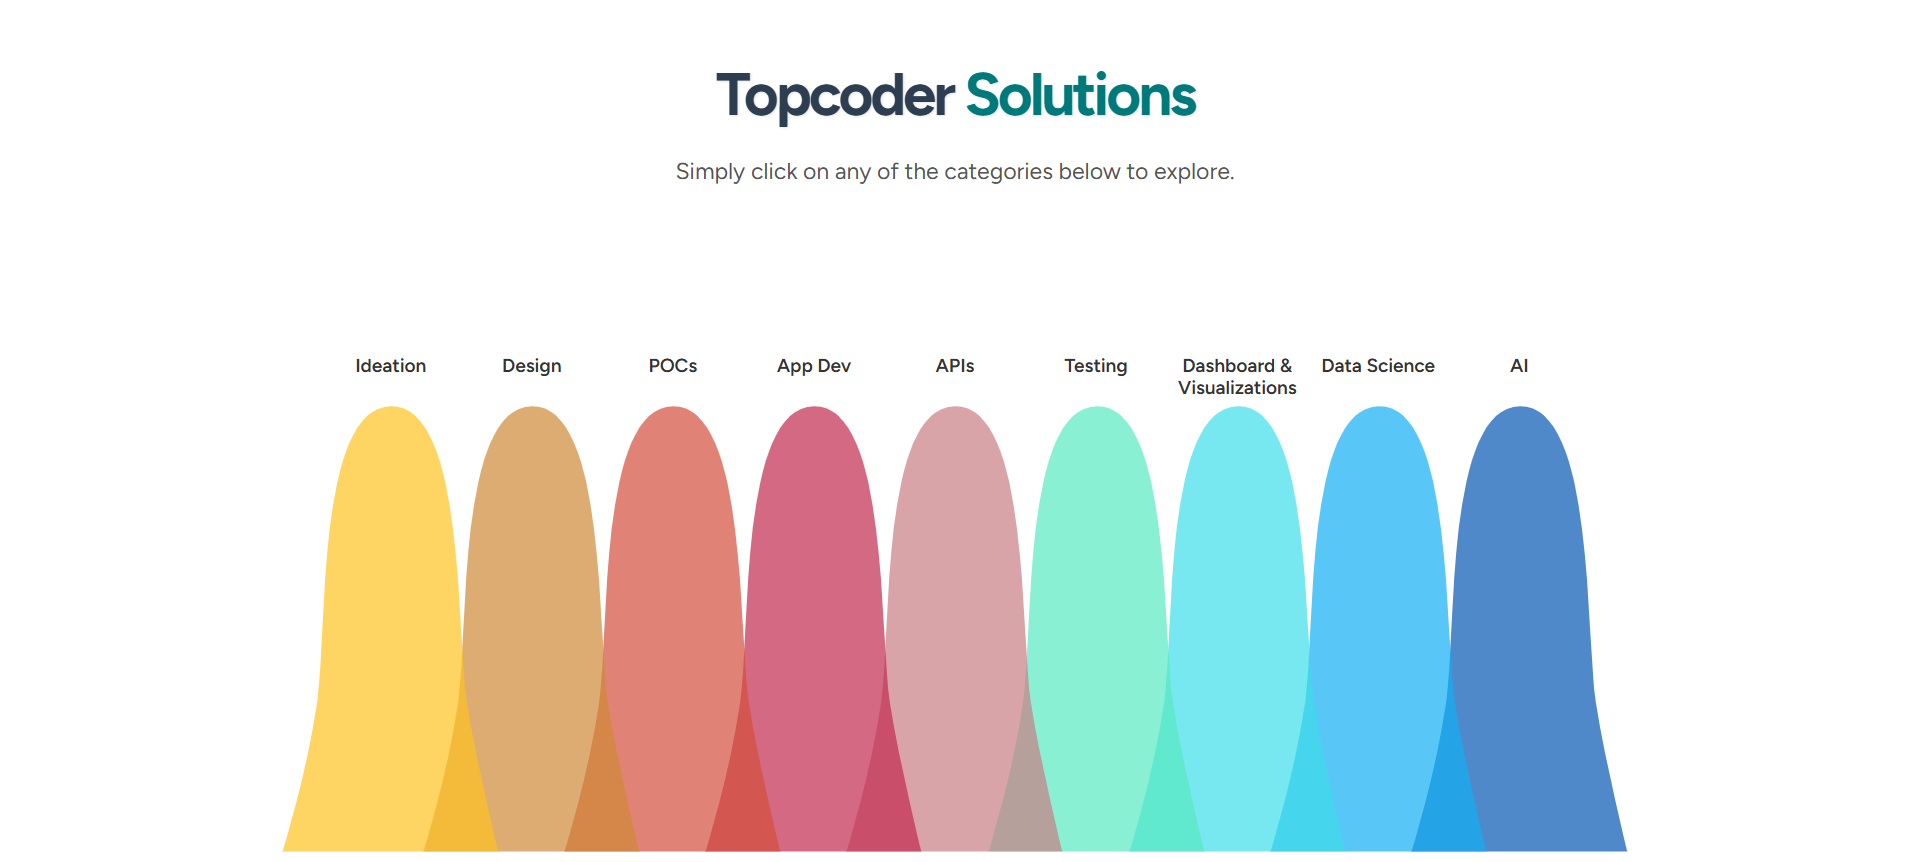 Topcoder Solutions
Simply click on any of the categories below to explore.
Ideation
Design
POCs
App Dev
APIs
Testing
Dashboard &
Visualizations
Data Science
AI